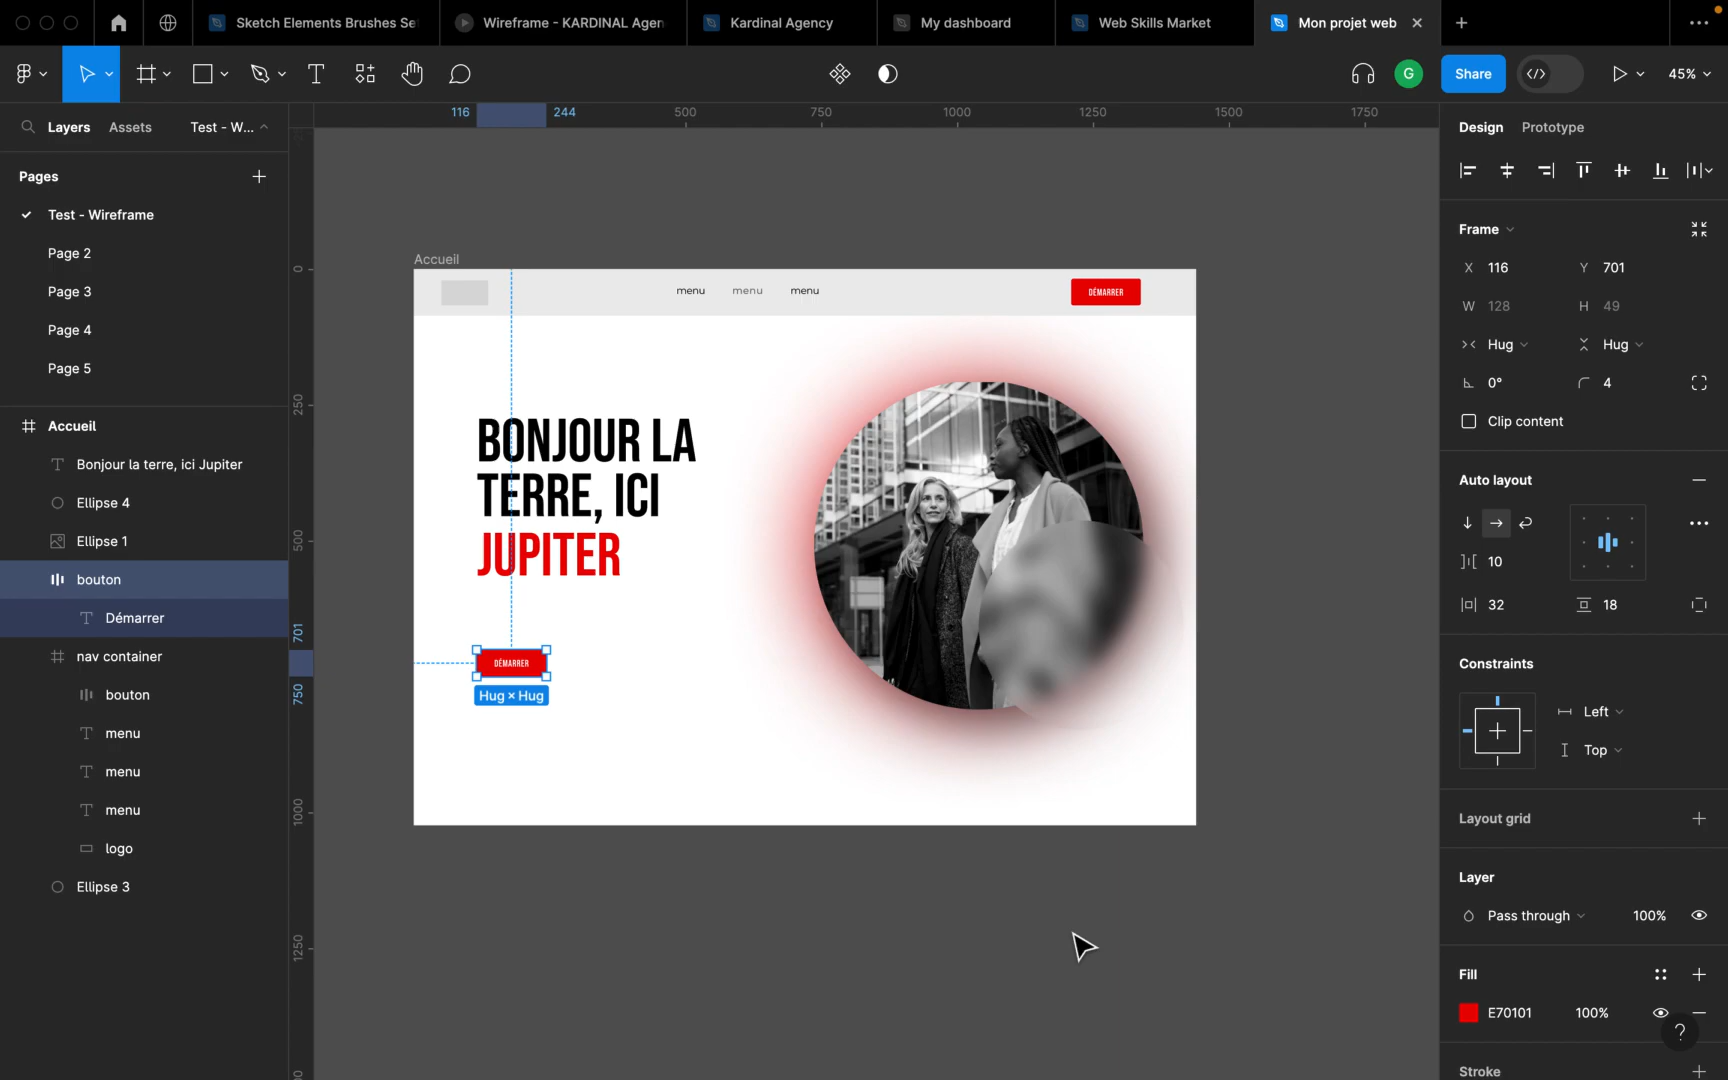 Sketch Elements Brushes Se
Wireframe - KARDINAL Agen
Kardinal Agency
My dashboard
Web Skills Market
Mon projet web
G
Share
45%
Layers
Assets
Test - W...
116
244
500
750
1000
1250
1500
1750
Design
Prototype
Pages
Test - Wireframe
Page 2
Page 3
Page 4
Page 5
Accueil
Bonjour la terre, ici Jupiter
Ellipse 4
Ellipse 1
bouton
Démarrer
nav container
bouton
menu
menu
menu
logo
Ellipse 3
0
250
500
701
750
1000
1250
Accueil
menu
menu
menu
DÉMARRER
BONJOUR LA
TERRE, ICI
JUPITER
DÉMARRER
Hug × Hug
Frame
X 116
Y 701
W 128
H 49
Hug
Hug
0°
4
Clip content
Auto layout
10
32
18
Constraints
Left
Top
Layout grid
Layer
Pass through
100%
Fill
E70101
100%
?
Stroke